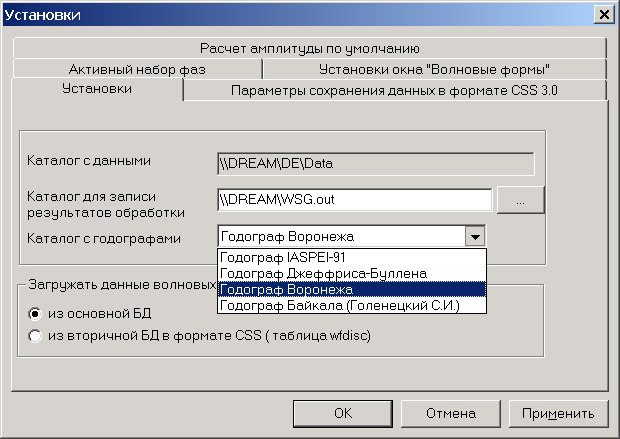 Установки
Расчет амплитуды по умолчанию
Активный набор фаз
Установки окна "Волновые формы"
Установки
Параметры сохранения данных в формате CSS 3.0
Каталог с данными
\\DREAM\DE\Data
Каталог для записи
результатов обработки
\\DREAM\WSG.out
...
Каталог с годографами
Годограф Воронежа
Годограф IASPEI-91
Годограф Джеффриса-Буллена
Годограф Воронежа
Годограф Байкала (Голенецкий С.И.)
Загружать данные волновых
из основной БД
из вторичной БД в формате CSS ( таблица wfdisc)
OK
Отмена
Применить